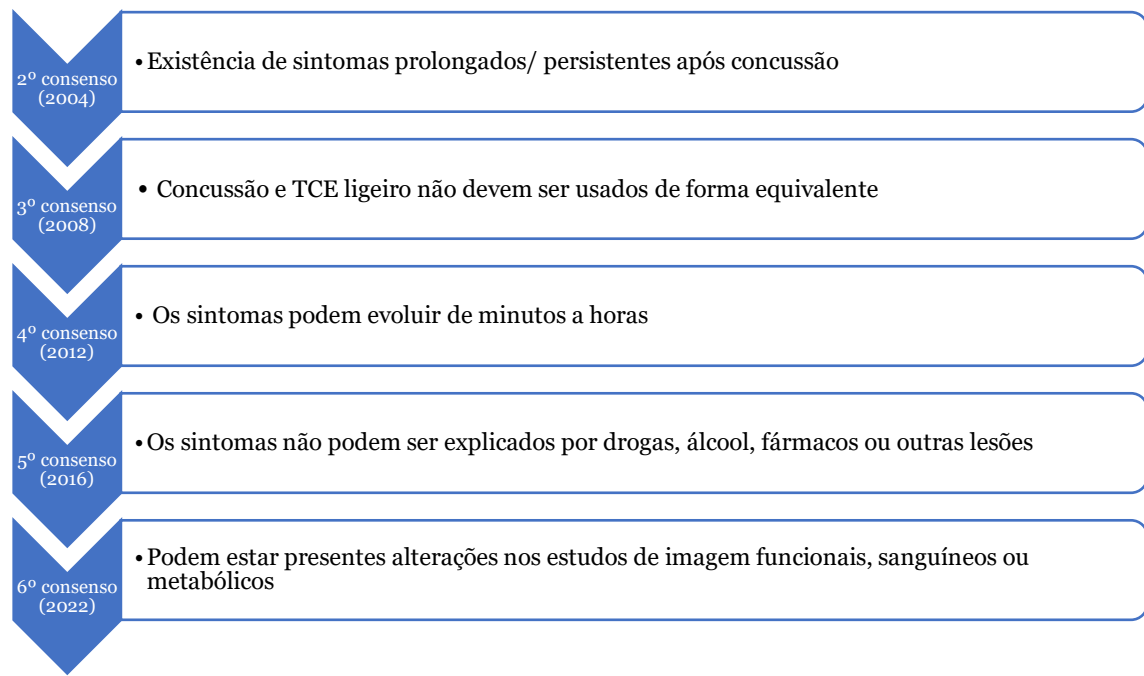 2º consenso
(2004)
• Existência de sintomas prolongados/ persistentes após concussão
3º consenso
(2008)
• Concussão e TCE ligeiro não devem ser usados de forma equivalente
4º consenso
(2012)
• Os sintomas podem evoluir de minutos a horas
5º consenso
(2016)
• Os sintomas não podem ser explicados por drogas, álcool, fármacos ou outras lesões
6º consenso
(2022)
• Podem estar presentes alterações nos estudos de imagem funcionais, sanguíneos ou
metabólicos